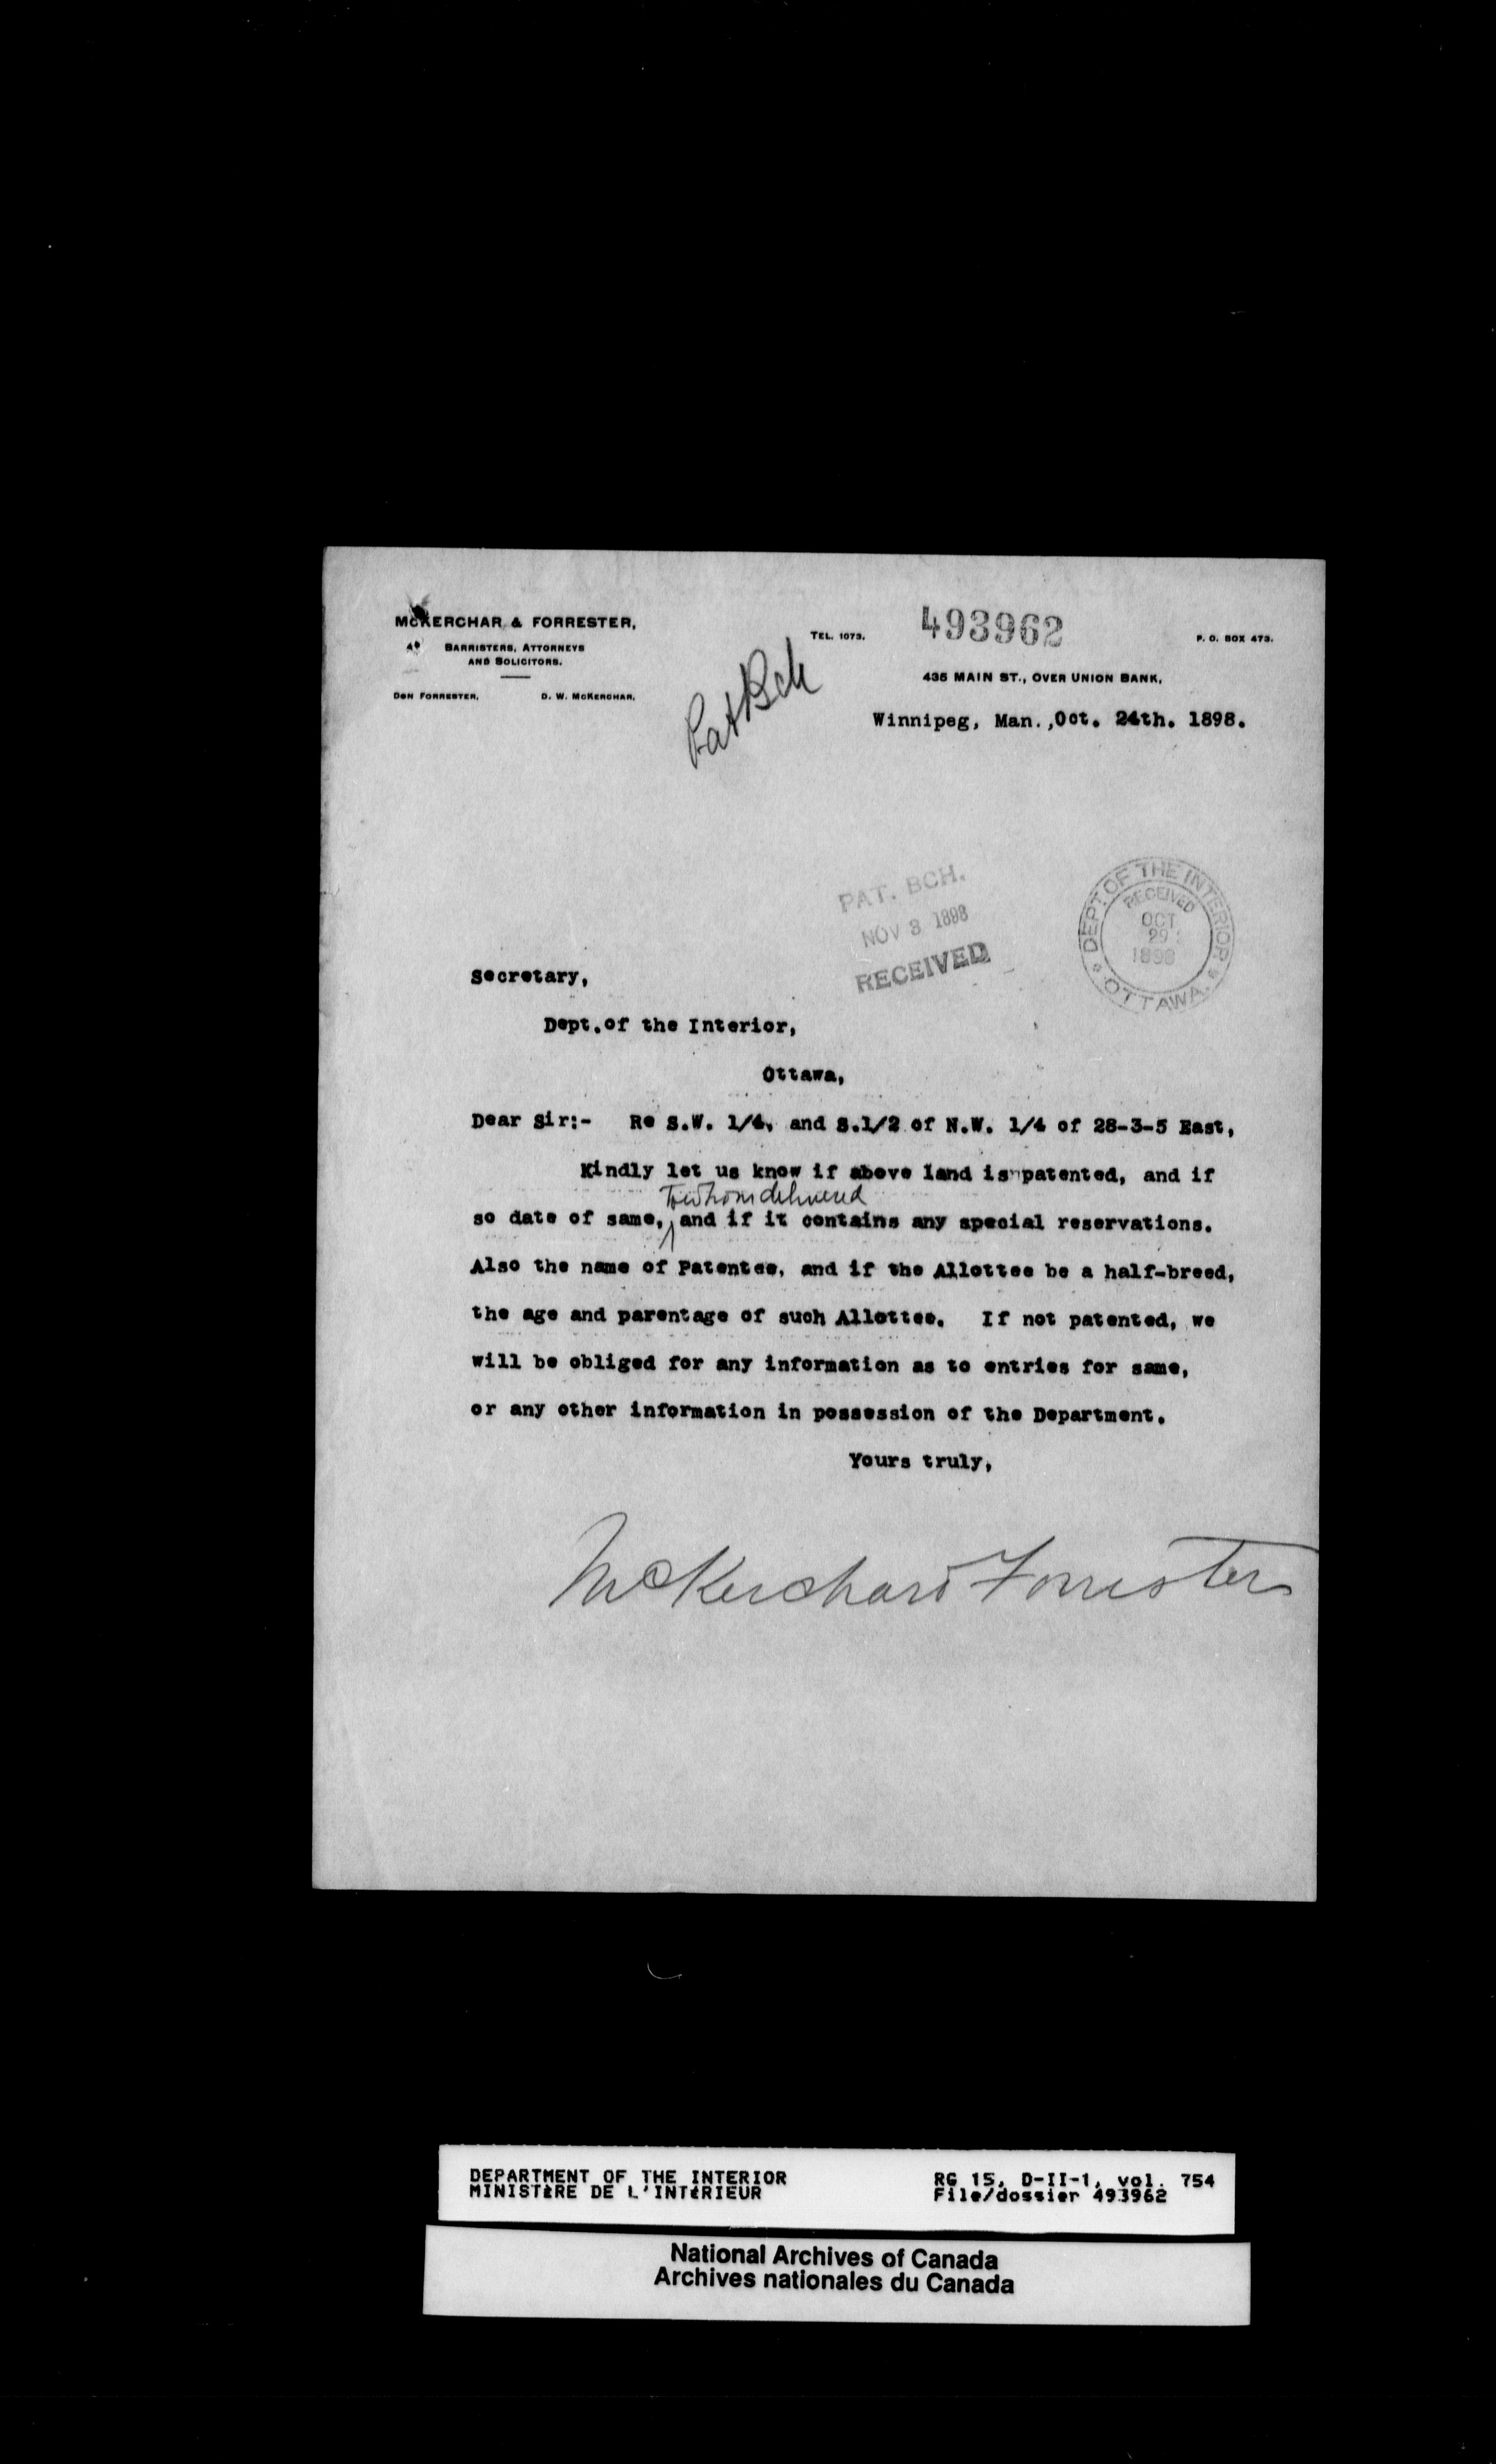 McKERCHAR & FORRESTER,
BARRISTERS, ATTORNEYS
AND SOLICITORS.
DON FORRESTER. D. W. McKERCHAR.
Pat Bch
TEL. 1073.
493962
P. O. BOX 473.
435 MAIN ST., OVER UNION BANK,
Winnipeg, Man., Oct. 24th. 1898.
PAT. BCH.
NOV 3 1898
RECEIVED
DEPT. OF THE INTERIOR
RECEIVED
OCT
29
1898
OTTAWA.
Secretary,
Dept. of the Interior,
Ottawa,
Dear Sir:- Re S.W. 1/4, and S.1/2 of N.W. 1/4 of 28-3-5 East,
Kindly let us know if above land is patented, and if
To whom delivered
so date of same, and if it contains any special reservations.
Also the name of Patentee, and if the Allottee be a half-breed,
the age and parentage of such Allottee. If not patented, we
will be obliged for any information as to entries for same,
or any other information in possession of the Department.
Yours truly,
McKerchar & Forrester
DEPARTMENT OF THE INTERIOR
MINISTÈRE DE L'INTÉRIEUR
RG 15, D-II-1, vol. 754
File/dossier 493962
National Archives of Canada
Archives nationales du Canada